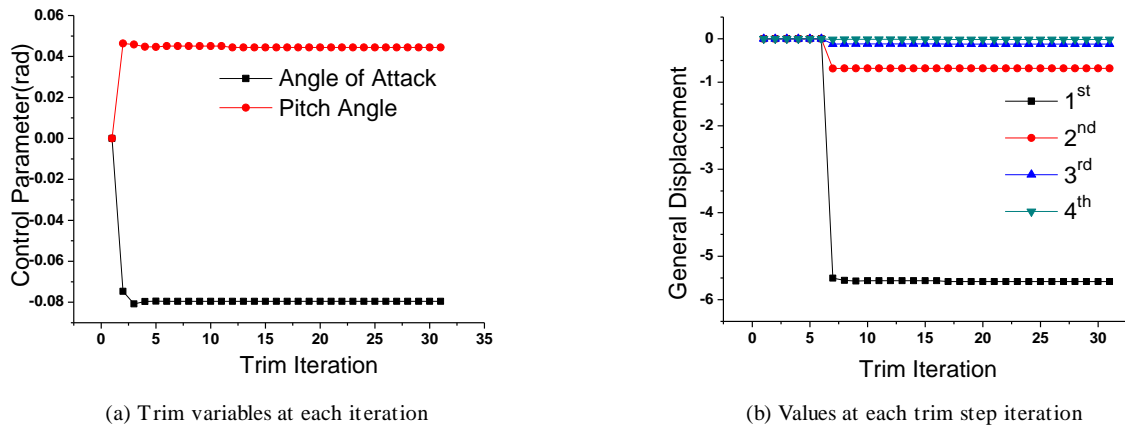 0.06
0.04
0.02
0.00
-0.02
-0.04
-0.06
-0.08
Control Parameter(rad)
Angle of Attack
Pitch Angle
0 5 10 15 20 25 30 35
Trim Iteration
(a) Trim variables at each iteration
0
-1
-2
-3
-4
-5
-6
General Displacement
1st
2nd
3rd
4th
0 5 10 15 20 25 30
Trim Iteration
(b) Values at each trim step iteration